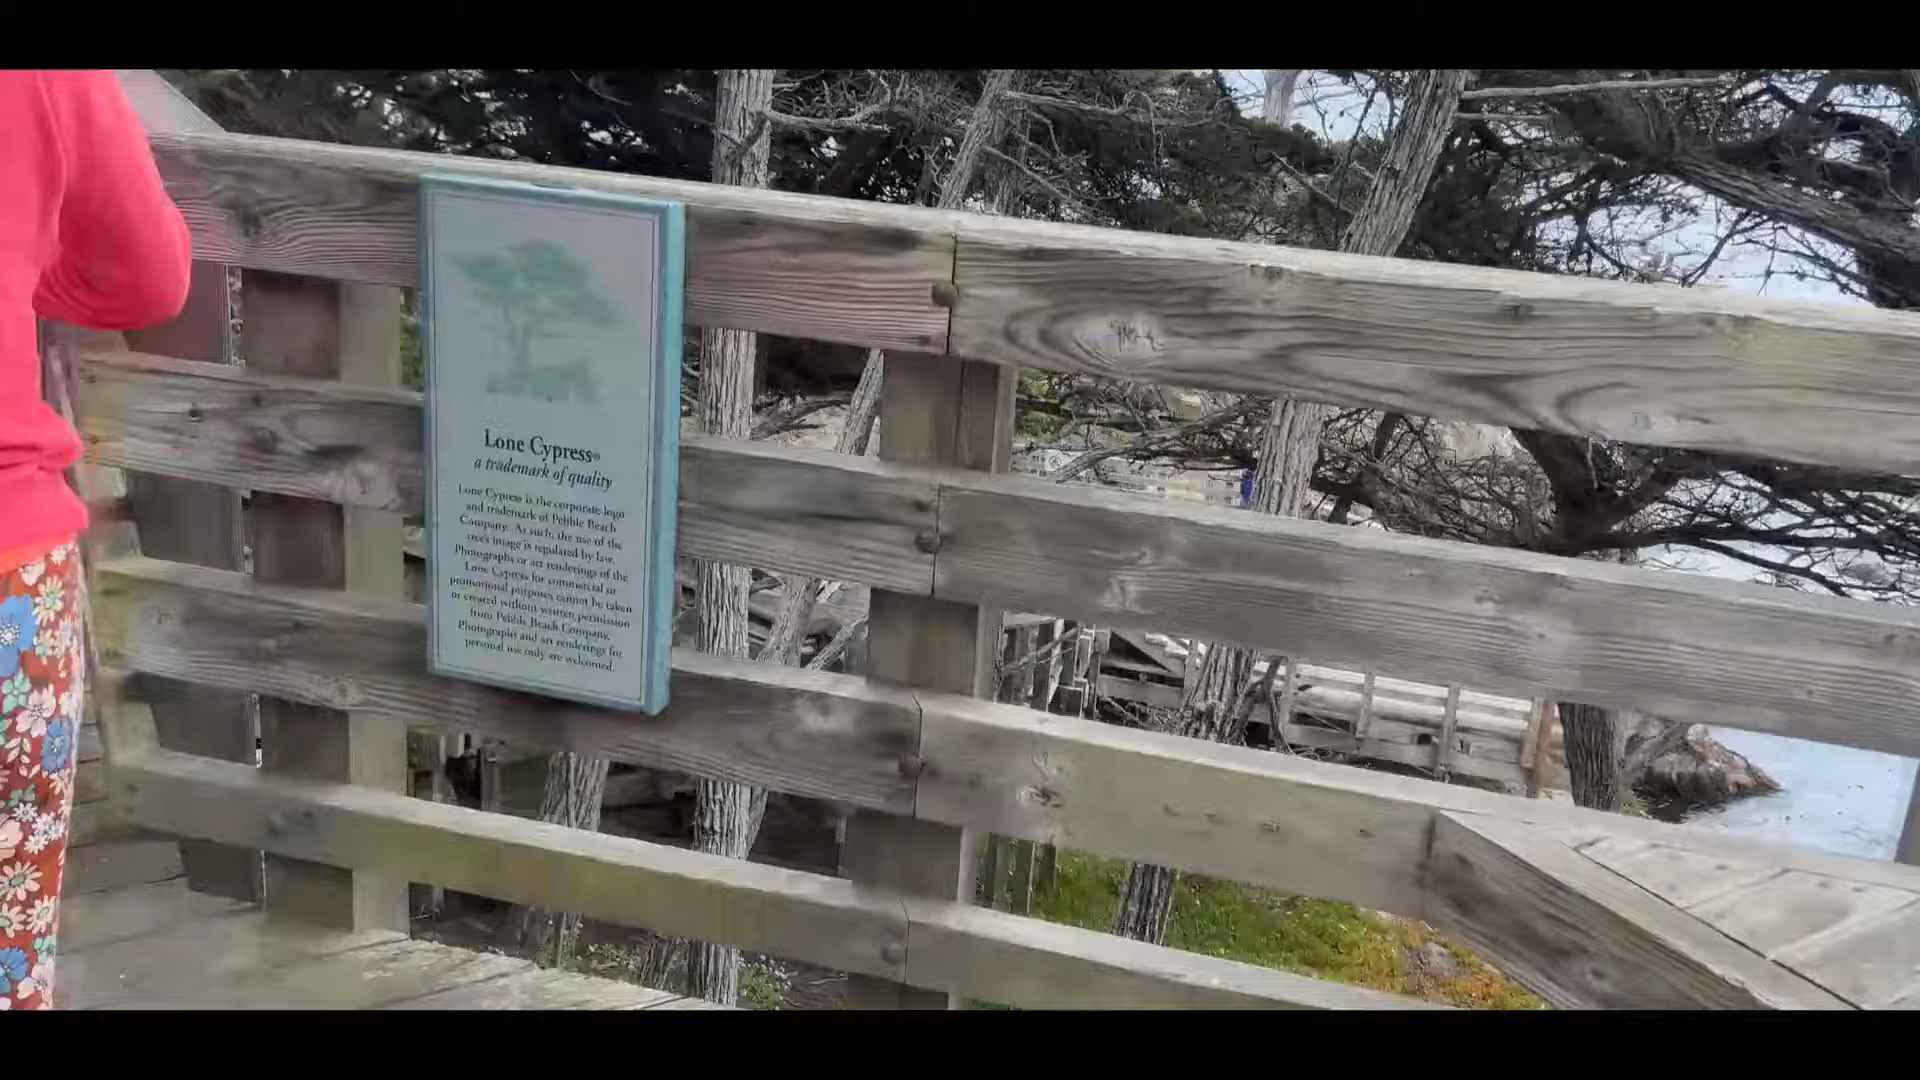 Lone Cypress®
a trademark of quality
Lone Cypress is the corporate logo
and trademark of Pebble Beach
Company. As such, the use of the
tree's image is regulated by law.
Photographs or art renderings of the
Lone Cypress for commercial or
promotional purposes cannot be taken
or created without written permission
from Pebble Beach Company.
Photographs and art renderings for
personal use only are welcomed.